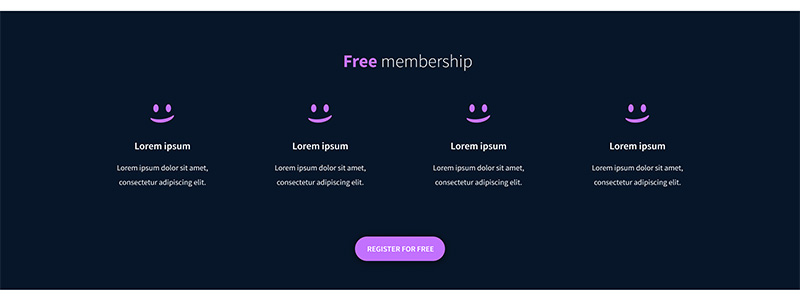 Free membership
Lorem ipsum
Lorem ipsum dolor sit amet,
consectetur adipiscing elit.
Lorem ipsum
Lorem ipsum dolor sit amet,
consectetur adipiscing elit.
Lorem ipsum
Lorem ipsum dolor sit amet,
consectetur adipiscing elit.
Lorem ipsum
Lorem ipsum dolor sit amet,
consectetur adipiscing elit.
REGISTER FOR FREE